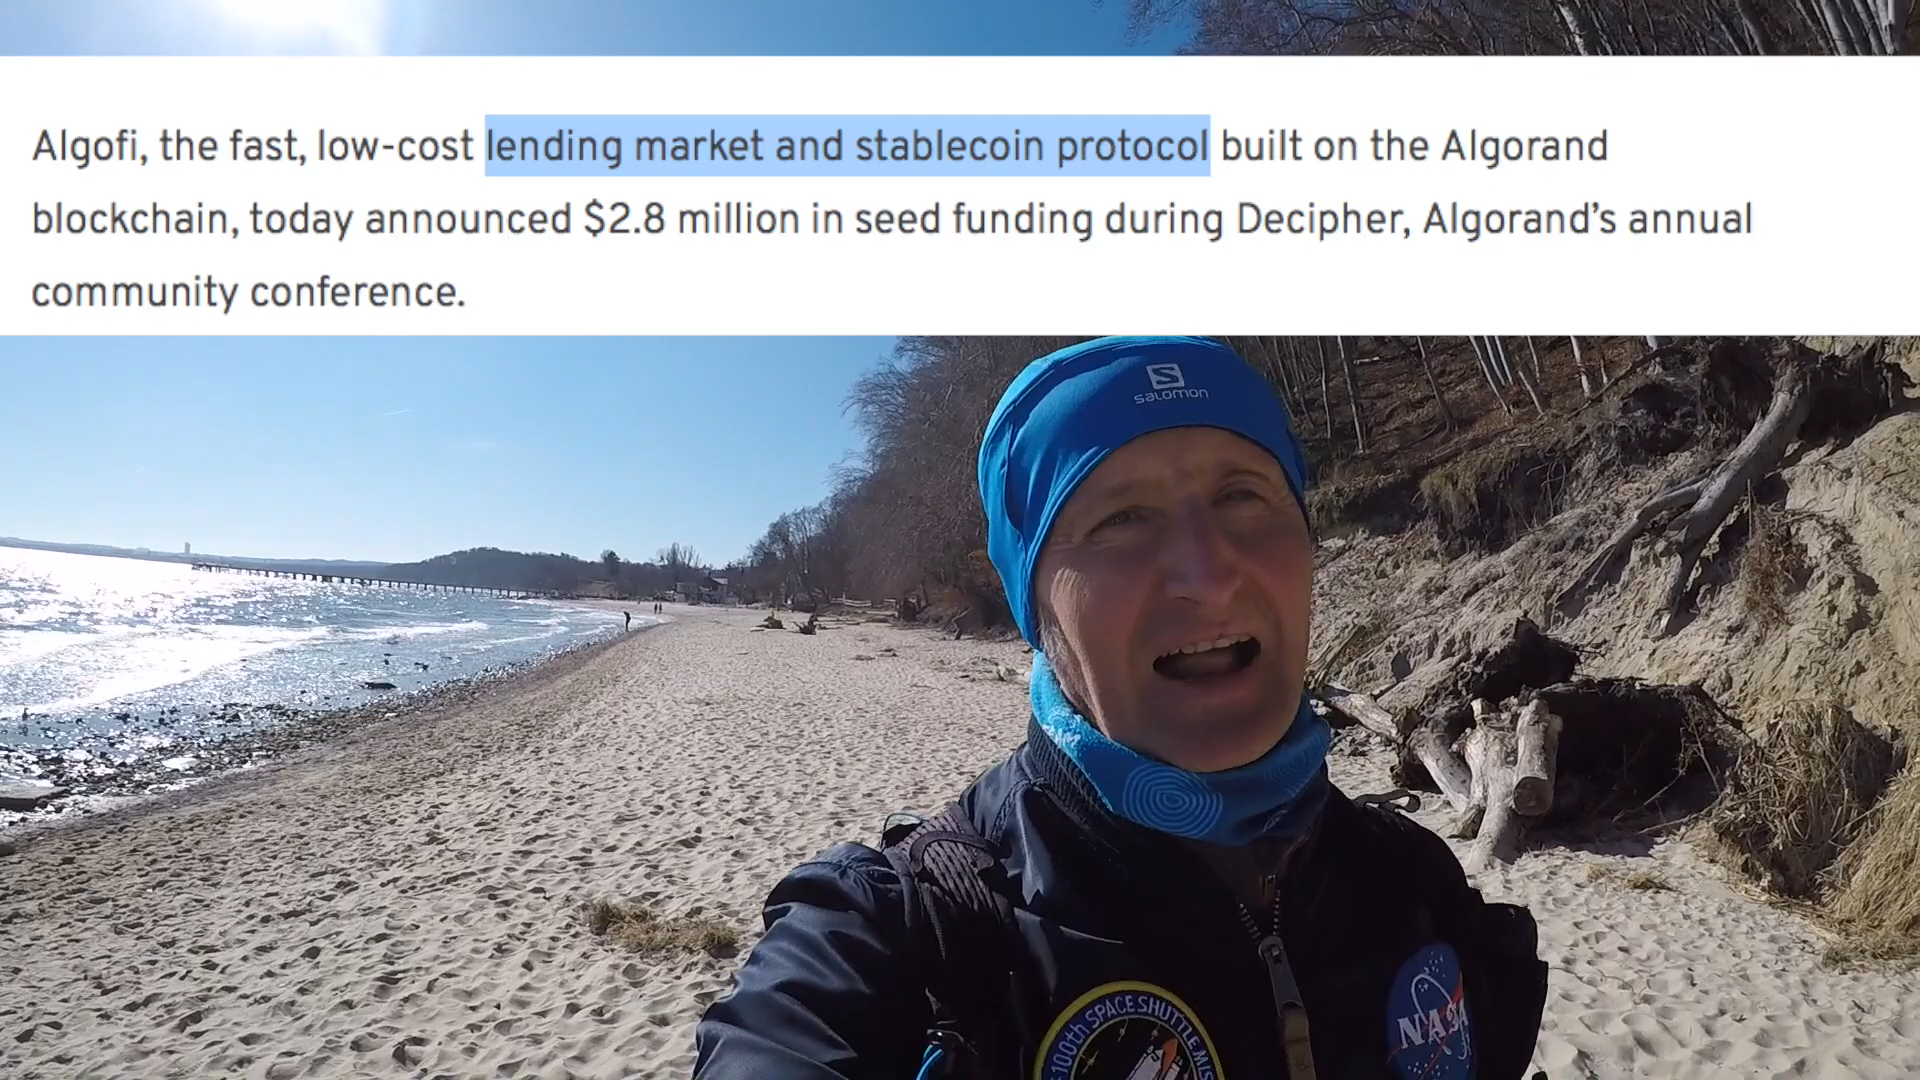 Algofi, the fast, low-cost lending market and stablecoin protocol built on the Algorand
blockchain, today announced $2.8 million in seed funding during Decipher, Algorand’s annual
community conference.
salomon
100th SPACE SHUTTLE MIS
NASA